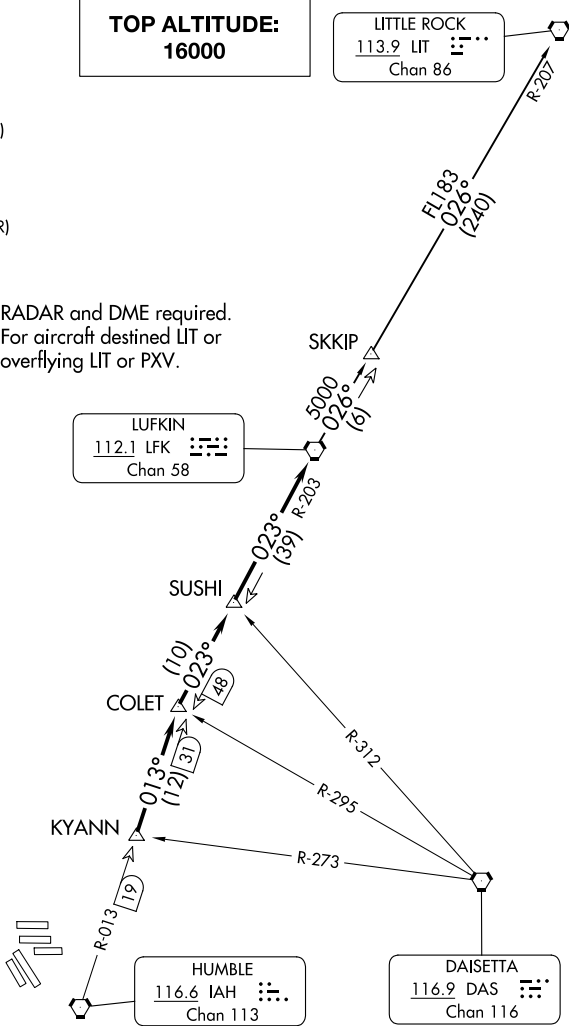 TOP ALTITUDE:
16000
LITTLE ROCK
113.9 LIT
Chan 86
R-207
)
FL183
026°
(240)
R)
RADAR and DME required.
For aircraft destined LIT or
overflying LIT or PXV.
SKKIP
5000
026°
(6)
LUFKIN
112.1 LFK
Chan 58
R-203
023°
(39)
SUSHI
(10)
023°
48
COLET
R-312
31
013°
(12)
R-295
KYANN
R-273
19
R-013
HUMBLE
116.6 IAH
Chan 113
DAISETTA
116.9 DAS
Chan 116